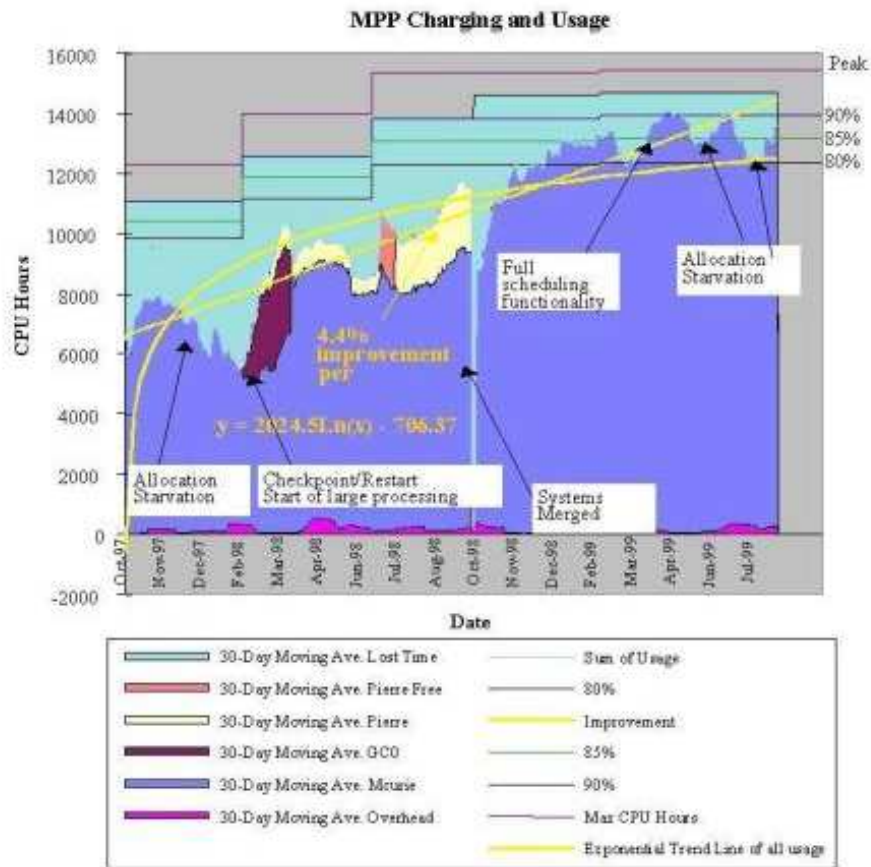 MPP Charging and Usage
16000
14000
12000
10000
8000
6000
4000
2000
0
-2000
CPU Hours
Peak
90%
85%
80%
Full
scheduling
functionality
Allocation
Starvation
4.4%
improvement
per
y = 2024.5Ln(x) - 706.37
Allocation
Starvation
Checkpoint/Restart
Start of large processing
Systems
Merged
Oct-97
Nov-97
Dec-97
Feb-98
Mar-98
Apr-98
Jun-98
Jul-98
Aug-98
Oct-98
Nov-98
Dec-98
Feb-99
Mar-99
Apr-99
Jun-99
Jul-99
Date
30-Day Moving Ave. Lost Time
30-Day Moving Ave. Pierre Free
30-Day Moving Ave. Pierre
30-Day Moving Ave. GC0
30-Day Moving Ave. Mcurie
30-Day Moving Ave. Overhead
Sum of Usage
80%
Improvement
85%
90%
Max CPU Hours
Exponential Trend Line of all usage